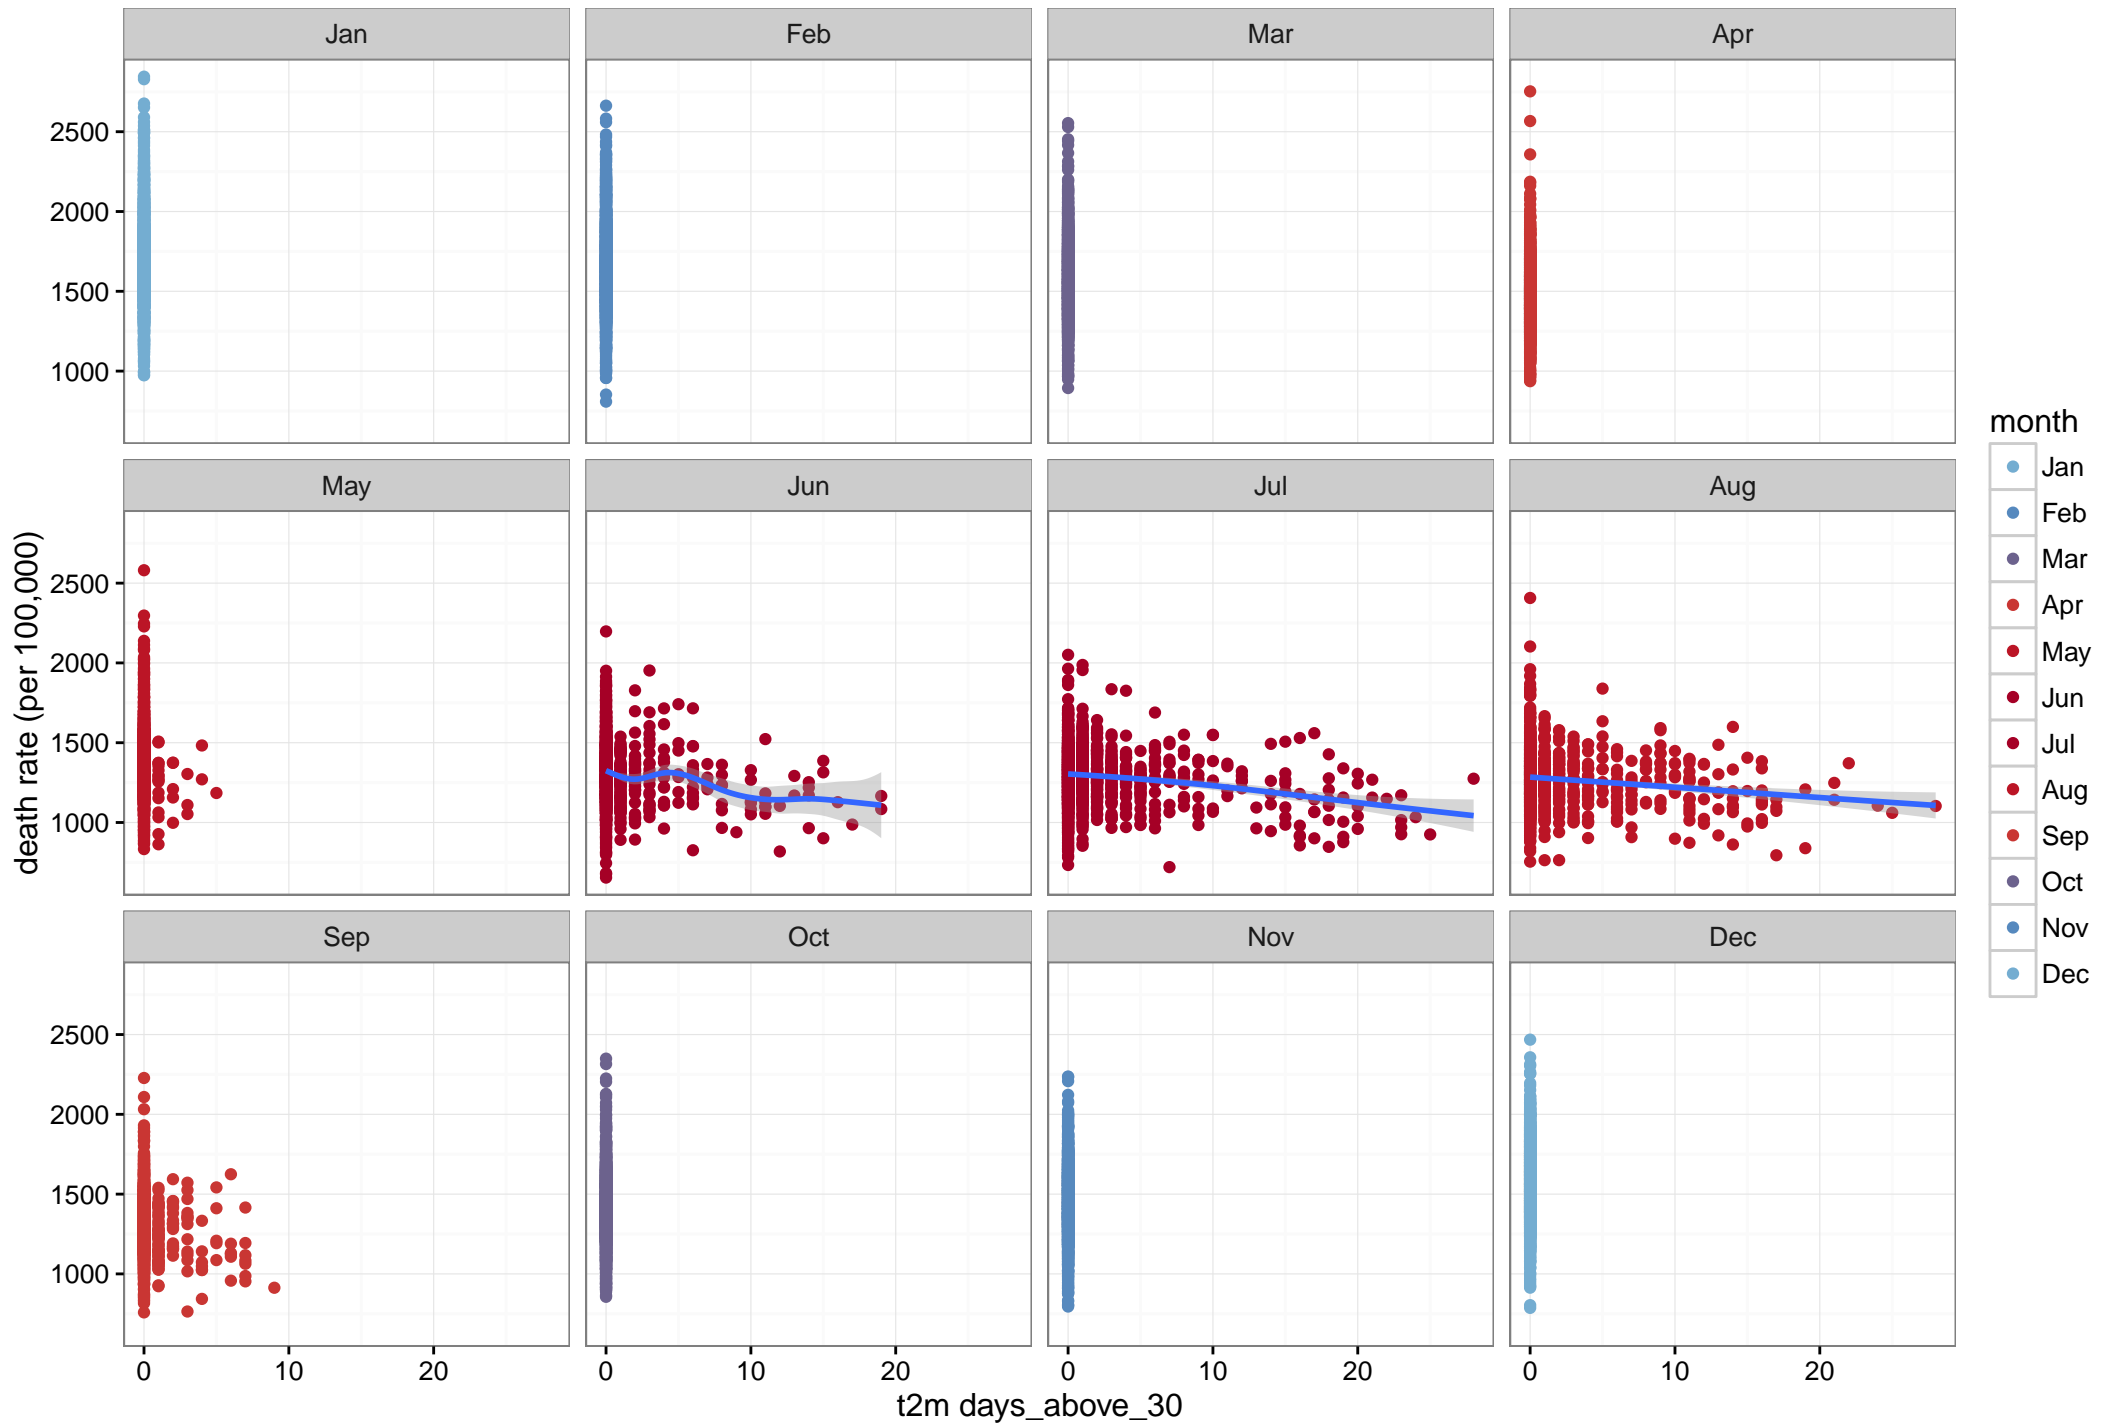 Jan Feb Mar Apr
2500
2000
1500
1000
May Jun Jul Aug
2500
2000
1500
1000
Sep Oct Nov Dec
2500
2000
1500
1000
0 10 20 0 10 20 0 10 20 0 10 20
t2m days_above_30
death rate (per 100,000)
month
Jan
Feb
Mar
Apr
May
Jun
Jul
Aug
Sep
Oct
Nov
Dec